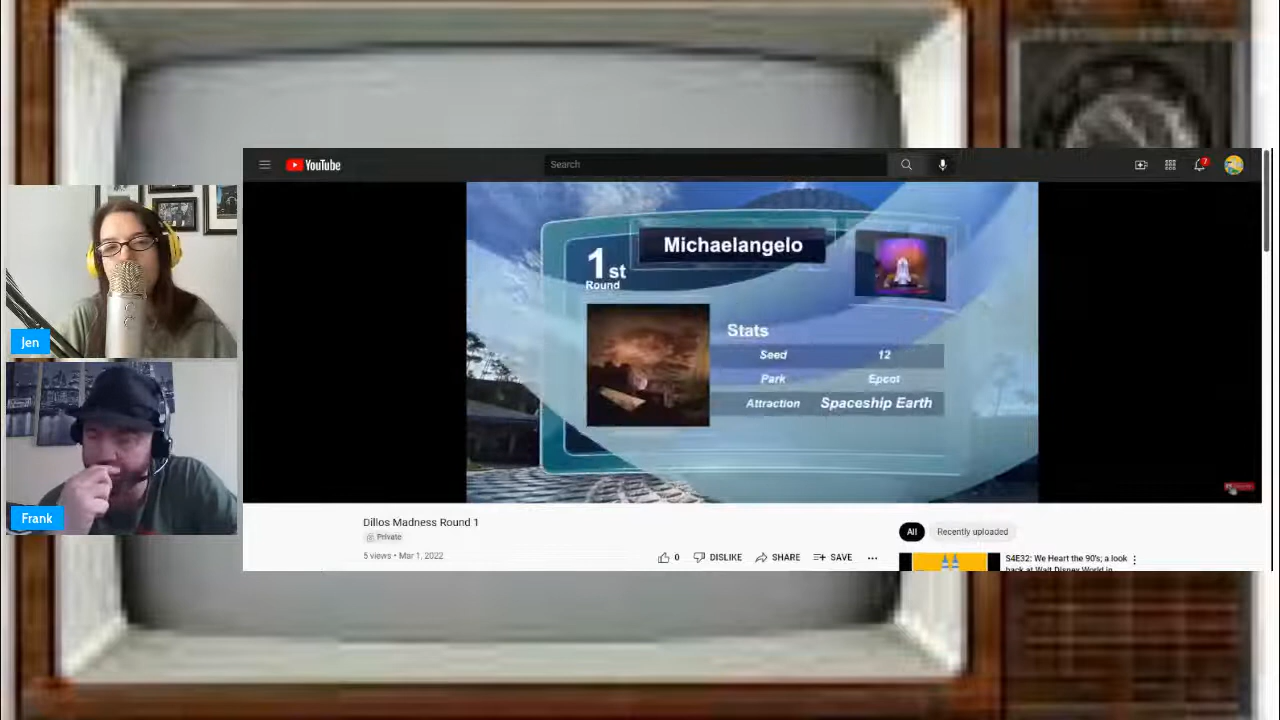 YouTube
Search
7
Michaelangelo
1st
Round
Stats
Seed 12
Park Epcot
Attraction Spaceship Earth
Jen
Frank
Dillos Madness Round 1
Private
5 views • Mar 1, 2022
0 DISLIKE SHARE SAVE
All Recently uploaded
S4E32: We Heart the 90's; a look
back at Walt Disney World in